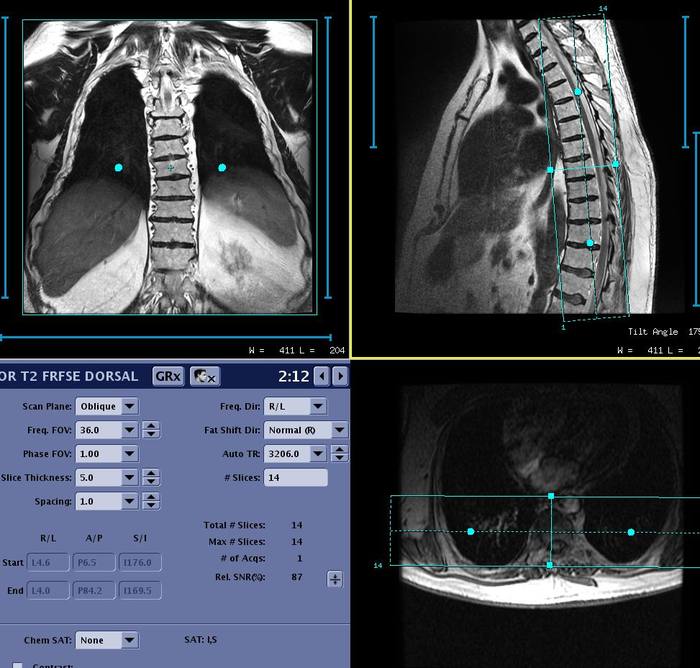 14
1
Tilt Angle 175
W = 411 L = 204
W = 411 L =
OR T2 FRFSE DORSAL GRx 2:12
Scan Plane: Oblique Freq. Dir: R/L
Freq. FOV: 36.0 Fat Shift Dir: Normal (R)
Phase FOV: 1.00 Auto TR: 3206.0
Slice Thickness: 5.0 # Slices: 14
Spacing: 1.0
Total # Slices: 14
R/L A/P S/I Max Slices: 14
# of Acqs: 1
Start L4.6 P6.5 I176.0
Rel. SNR(%): 87
End L4.0 P84.2 I169.5
14
Chem SAT: None SAT: I,S
Contrast: